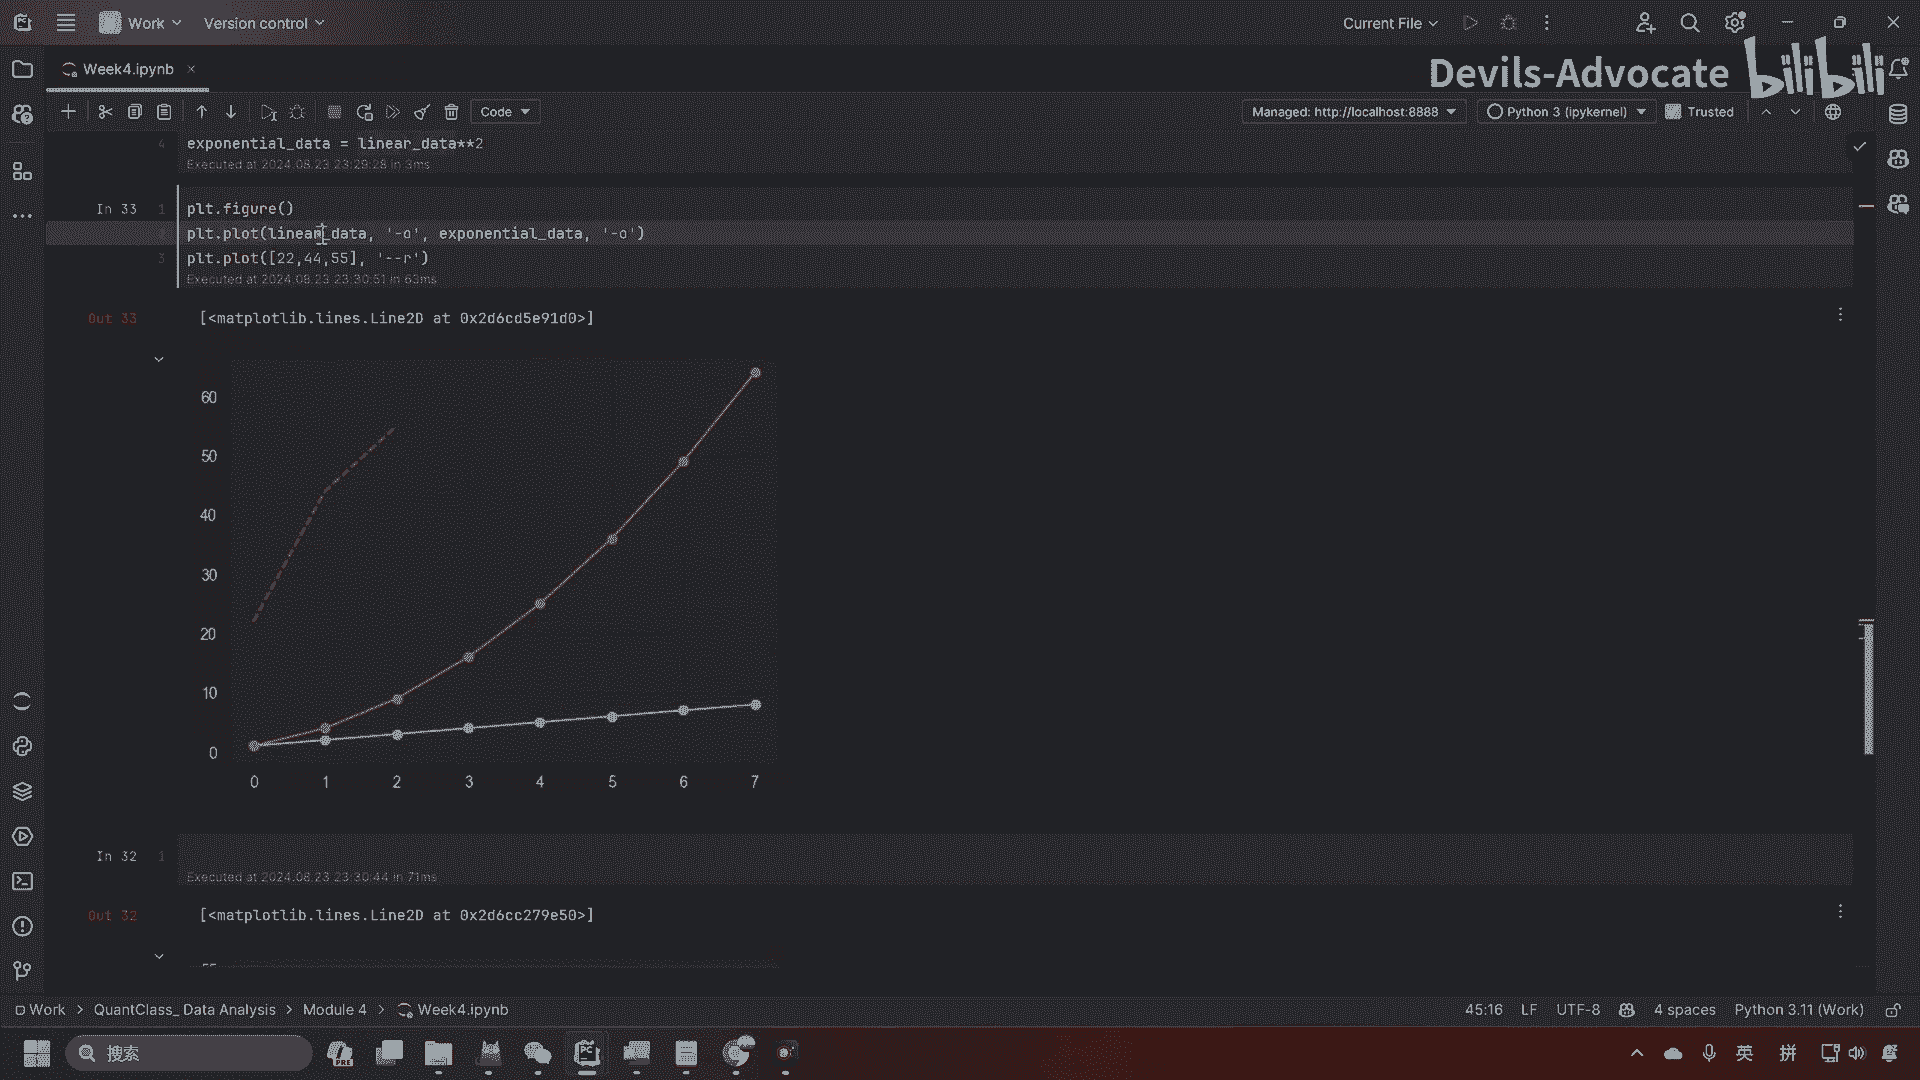 PC Work Version control Current File
Week4.ipynb
Devils-Advocate bilibili
Code Managed: http://localhost:8888 Python 3 (ipykernel) Trusted
4 exponential_data = linear_data**2
Executed at 2024.08.23 23:29:28 in 3ms
In 33 1 plt.figure()
2 plt.plot(linear_data, '-o', exponential_data, '-o')
3 plt.plot([22,44,55], '--r')
Executed at 2024.08.23 23:30:51 in 63ms
Out 33 [<matplotlib.lines.Line2D at 0x2d6cd5e91d0>]
60
50
40
30
20
10
0
0 1 2 3 4 5 6 7
In 32 1
Executed at 2024.08.23 23:30:44 in 71ms
Out 32 [<matplotlib.lines.Line2D at 0x2d6cc279e50>]
Work > QuantClass_ Data Analysis > Module 4 > Week4.ipynb 45:16 LF UTF-8 4 spaces Python 3.11 (Work)
搜索 PRE PC 英 拼